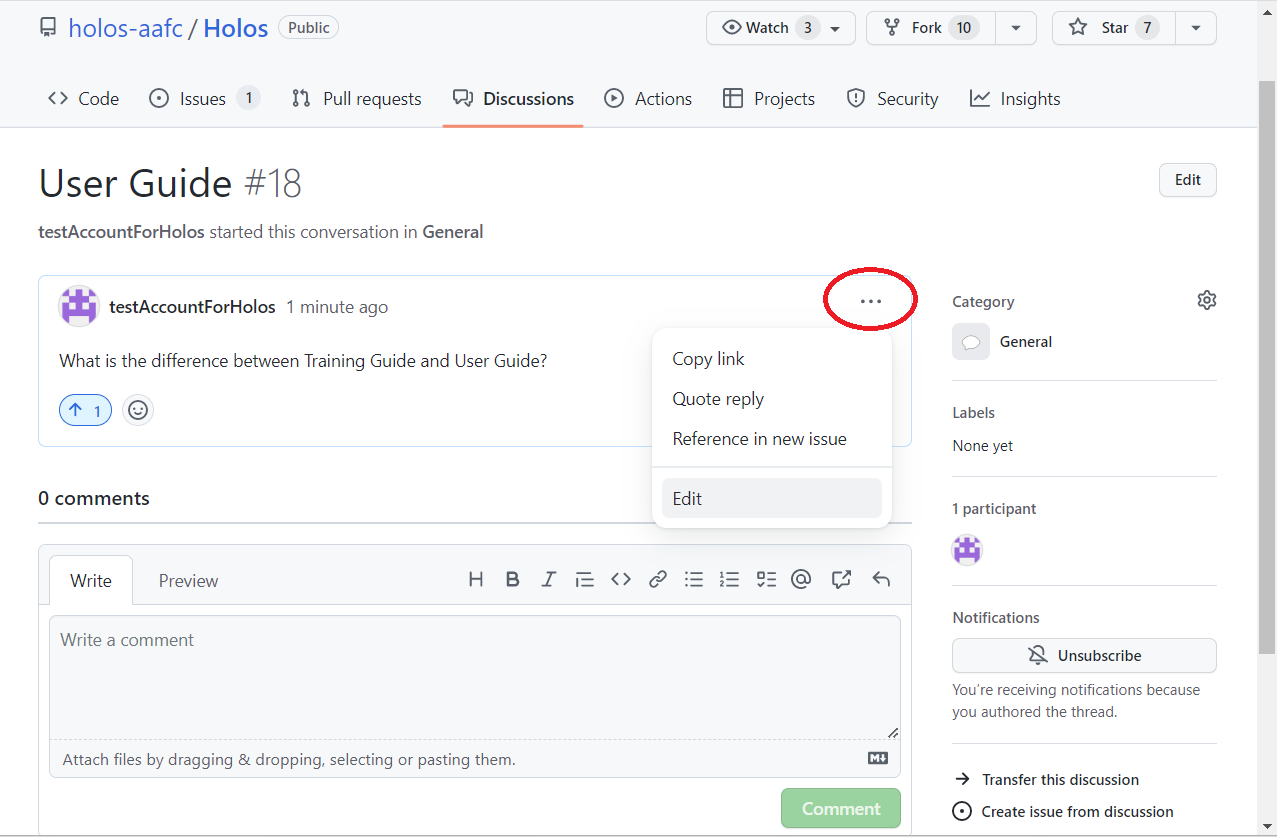 holos-aafc / Holos Public Watch 3 Fork 10 Star 7
Code Issues 1 Pull requests Discussions Actions Projects Security Insights
User Guide #18 Edit
testAccountForHolos started this conversation in General
testAccountForHolos 1 minute ago ...
What is the difference between Training Guide and User Guide?
1
Copy link
Quote reply
Reference in new issue
Edit
Category
General
Labels
None yet
1 participant
Notifications
Unsubscribe
You're receiving notifications because
you authored the thread.
Transfer this discussion
Create issue from discussion
0 comments
Write Preview
Write a comment
Attach files by dragging & dropping, selecting or pasting them.
Comment